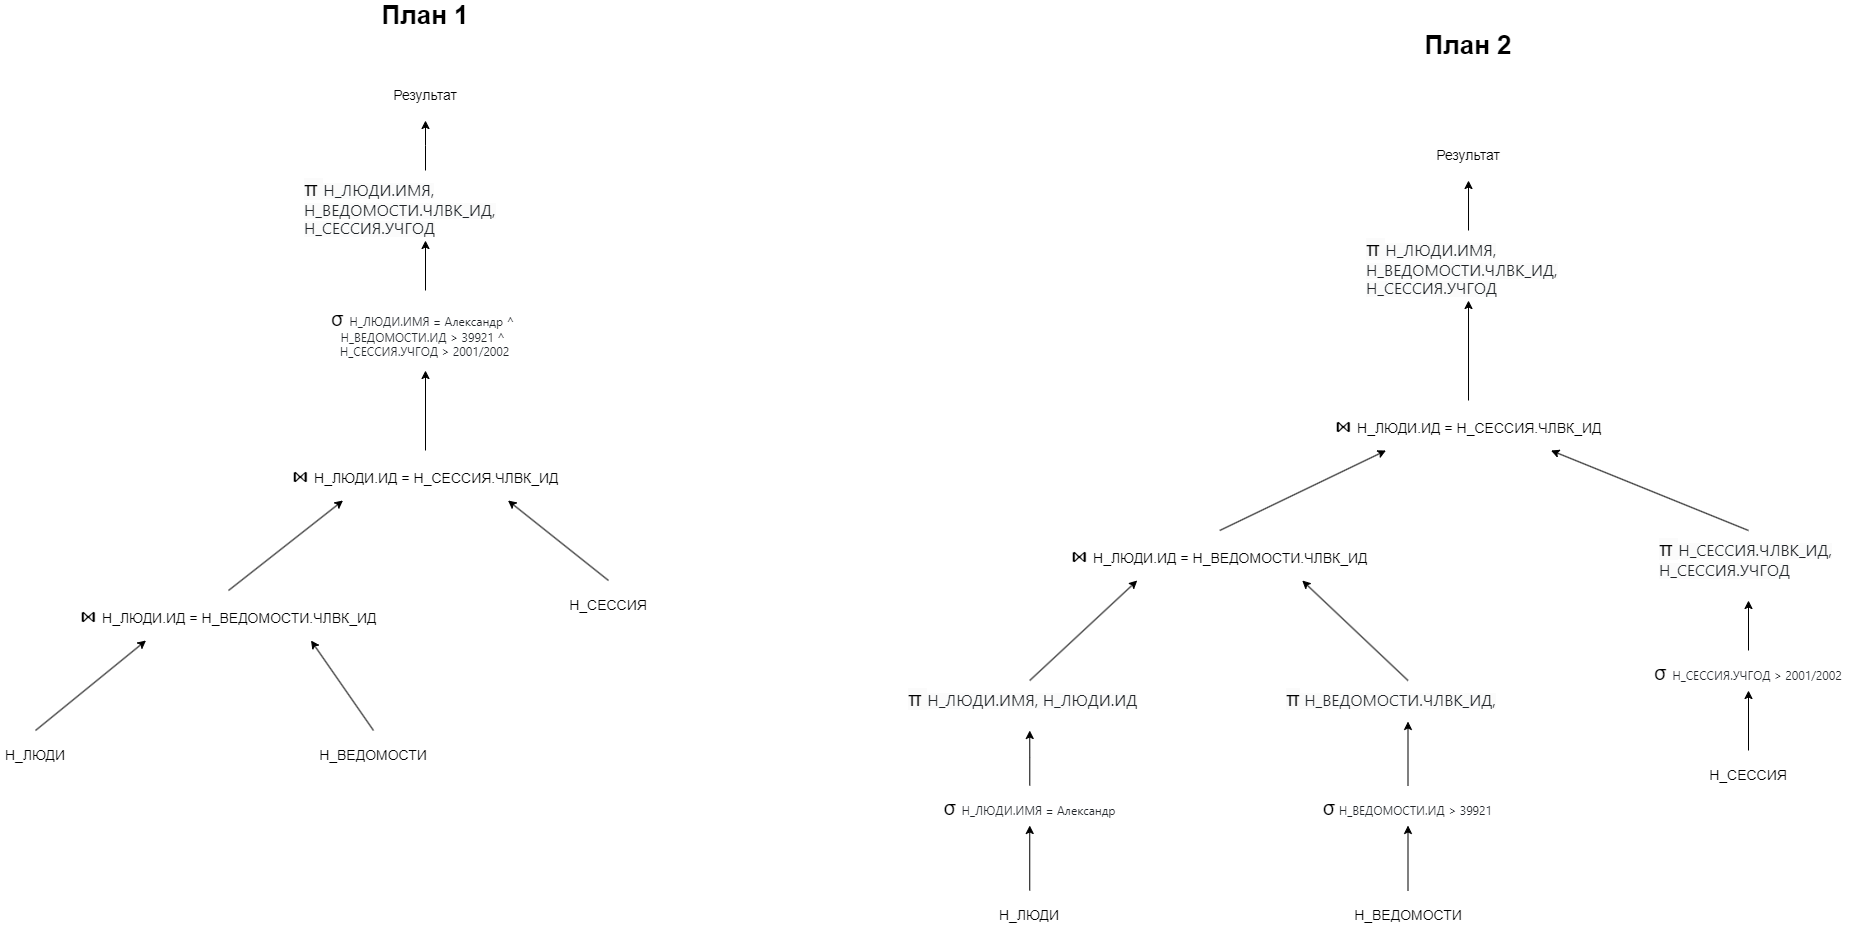 План 1
Результат
π Н_ЛЮДИ.ИМЯ,
Н_ВЕДОМОСТИ.ЧЛВК_ИД,
Н_СЕССИЯ.УЧГОД
σ Н_ЛЮДИ.ИМЯ = Александр ^
Н_ВЕДОМОСТИ.ИД > 39921 ^
Н_СЕССИЯ.УЧГОД > 2001/2002
⋈ Н_ЛЮДИ.ИД = Н_СЕССИЯ.ЧЛВК_ИД
⋈ Н_ЛЮДИ.ИД = Н_ВЕДОМОСТИ.ЧЛВК_ИД
Н_СЕССИЯ
Н_ЛЮДИ
Н_ВЕДОМОСТИ
План 2
Результат
π Н_ЛЮДИ.ИМЯ,
Н_ВЕДОМОСТИ.ЧЛВК_ИД,
Н_СЕССИЯ.УЧГОД
⋈ Н_ЛЮДИ.ИД = Н_СЕССИЯ.ЧЛВК_ИД
⋈ Н_ЛЮДИ.ИД = Н_ВЕДОМОСТИ.ЧЛВК_ИД
π Н_СЕССИЯ.ЧЛВК_ИД,
Н_СЕССИЯ.УЧГОД
π Н_ЛЮДИ.ИМЯ, Н_ЛЮДИ.ИД
π Н_ВЕДОМОСТИ.ЧЛВК_ИД,
σ Н_СЕССИЯ.УЧГОД > 2001/2002
Н_СЕССИЯ
σ Н_ЛЮДИ.ИМЯ = Александр
σ Н_ВЕДОМОСТИ.ИД > 39921
Н_ЛЮДИ
Н_ВЕДОМОСТИ